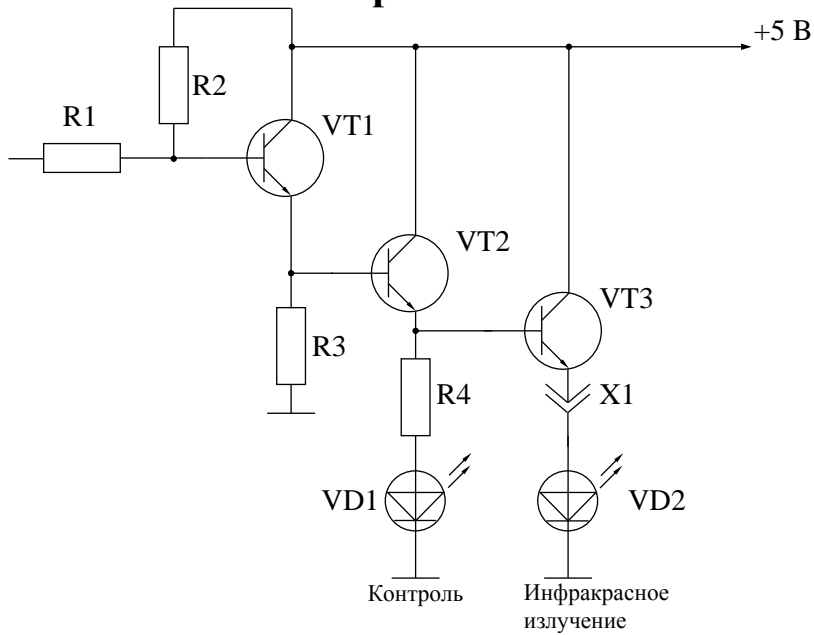 +5 В
R2
R1
VT1
VT2
VT3
R3
R4
X1
VD1
VD2
Контроль
Инфракрасное
излучение